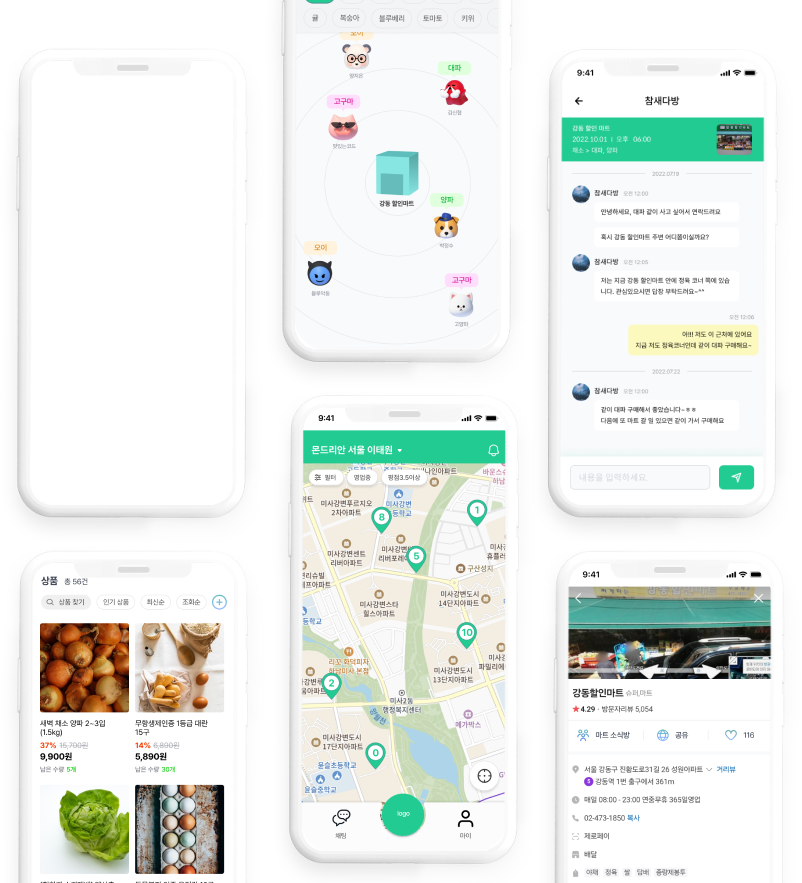 귤
복숭아
블루베리
토마토
키위
오이
대파
김신형
고구마
맛있는코드
강동 할인마트
양파
박정수
오이
블루마블
고구마
고영희
9:41
참새다방
강동 할인 마트
2022.10.01 | 오후 06:00
채소 > 대파, 양파
2022.07.19
참새다방 오전 12:00
안녕하세요, 대파 같이 사고 싶어서 연락드려요
혹시 강동 할인마트 주변 어디쯤이실까요?
참새다방 오전 12:05
저는 지금 강동 할인마트 안에 정육 코너 쪽에 있습
니다. 관심있으시면 답장 부탁드려요~^^
오전 12:06
아!!! 저도 이 근처에 있어요
지금 저도 정육코너인데 같이 대파 구매해요~
2022.07.22
참새다방 오전 12:00
같이 대파 구매해서 좋았습니다~ㅎㅎ
다음에 또 마트 갈 일 있으면 같이 가서 구매해요
내용을 입력하세요.
9:41
몬드리안 서울 이태원
필터
영업중
평점3.5이상
미사강변푸르지오
2차아파트
미사강변
8
1
미사강변센트
리버아파트
5
구산성지
미사강변스타
힐스아파트
미사강변도시
14단지아파트
10
리꼬 화덕피자
하남미사 본점
미사강변도시
13단지아파트
2
미사2동
행정복지센터
메가박스
미사강변도시
17단지아파트
0
윤슬초등학교
윤슬중학교
채팅
logo
마이
상품 총 56건
상품 찾기
인기 상품
최신순
조회순
새벽 채소 양파 2~3입
(1.5kg)
37% 15,700원
9,900원
남은 수량 5개
무항생제인증 1등급 대란
15구
14% 6,890원
5,890원
남은 수량 30개
9:41
강동할인마트 슈퍼,마트
4.29 · 방문자리뷰 5,054
마트 소식방
공유
116
서울 강동구 진황도로31길 26 성원아파트 거리뷰
5 강동역 1번 출구에서 361m
매일 08:00 - 23:00 연중무휴 365일영업
02-473-1850 복사
제로페이
배달
야채 정육 쌀 담배 종량제봉투